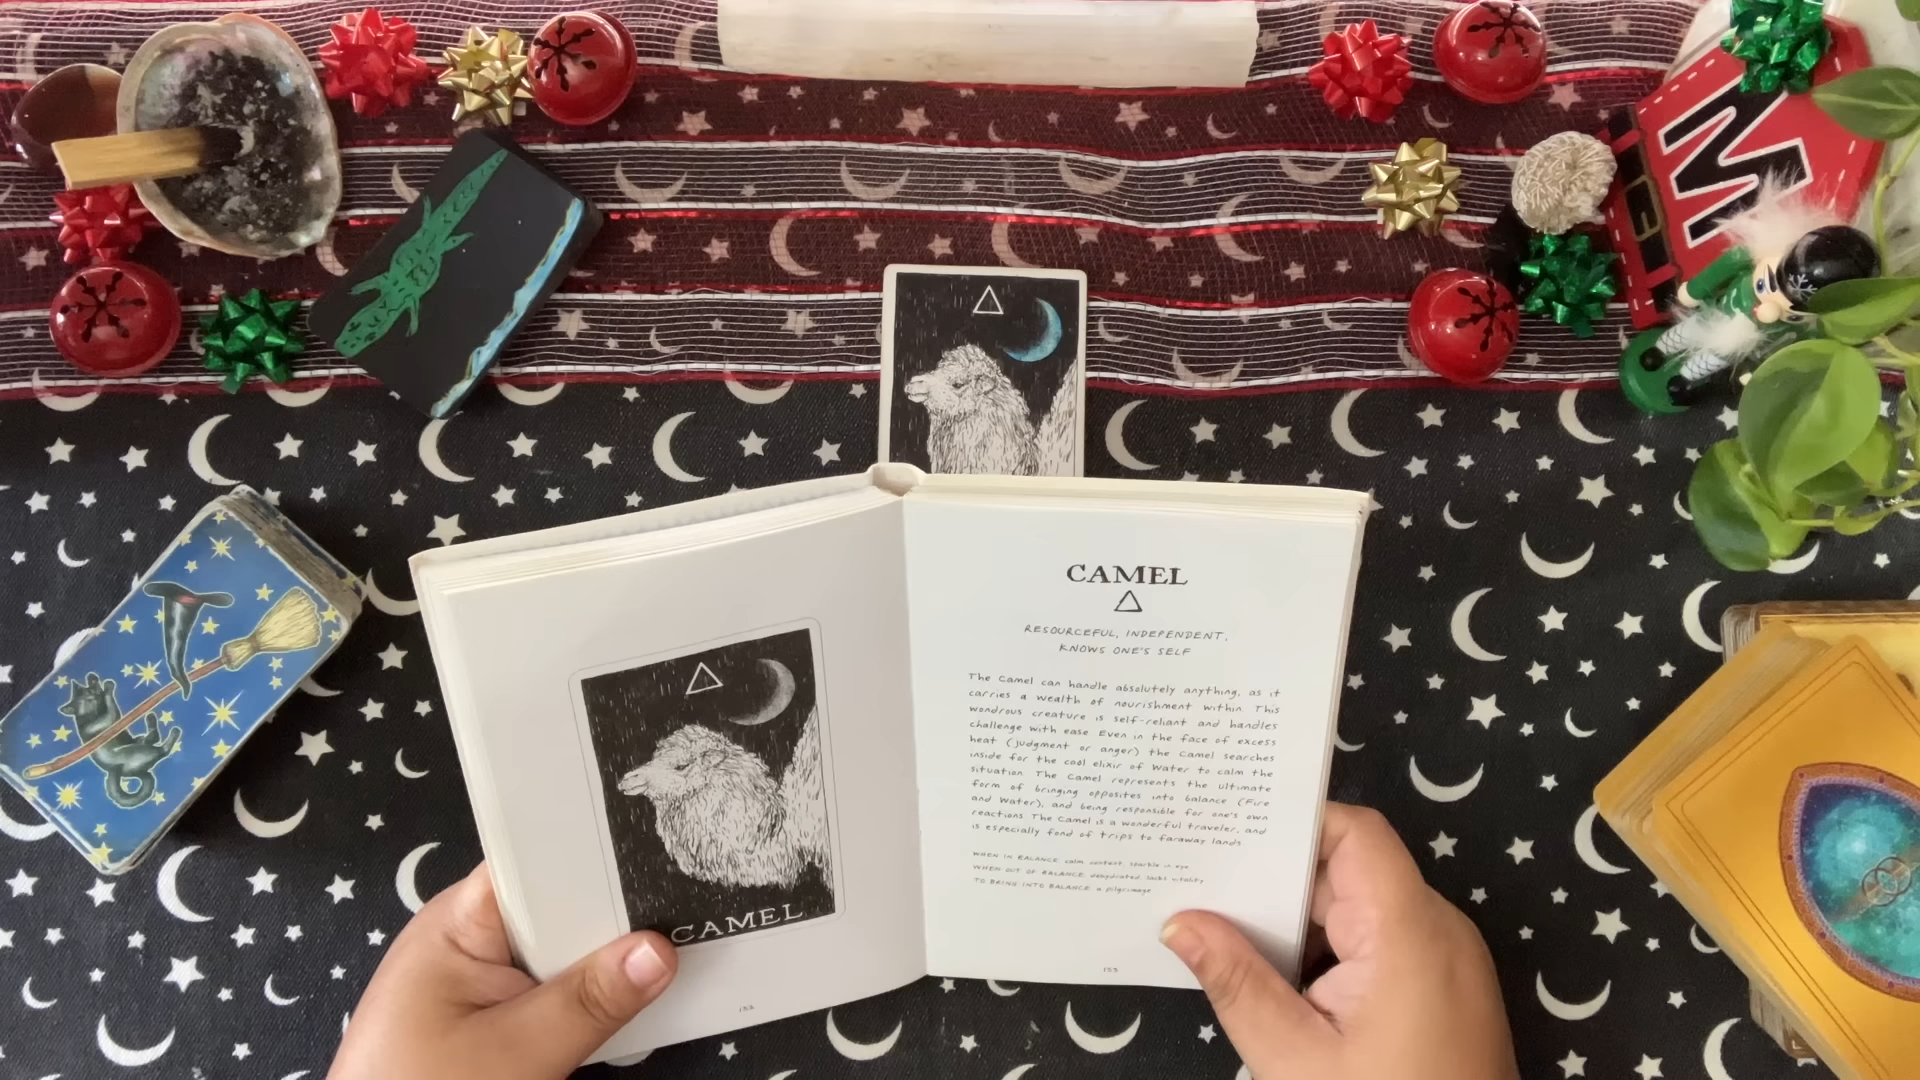 M
CAMEL
CAMEL
RESOURCEFUL, INDEPENDENT,
KNOWS ONE'S SELF
The Camel can handle absolutely anything, as it
carries a wealth of nourishment within. This
wondrous creature is self-reliant and handles
challenge with ease Even in the face of excess
heat (judgment or anger) the Camel searches
inside for the cool elixir of Water to calm the
situation The Camel represents the ultimate
form of bringing opposites into balance (Fire
and Water), and being responsible for one's own
reactions The Camel is a wonderful traveler, and
is especially fond of trips to faraway lands
WHEN IN BALANCE calm content, sparkle in eye
WHEN OUT OF BALANCE dehydrated, lacks vitality
TO BRING INTO BALANCE a pilgrimage
132
133